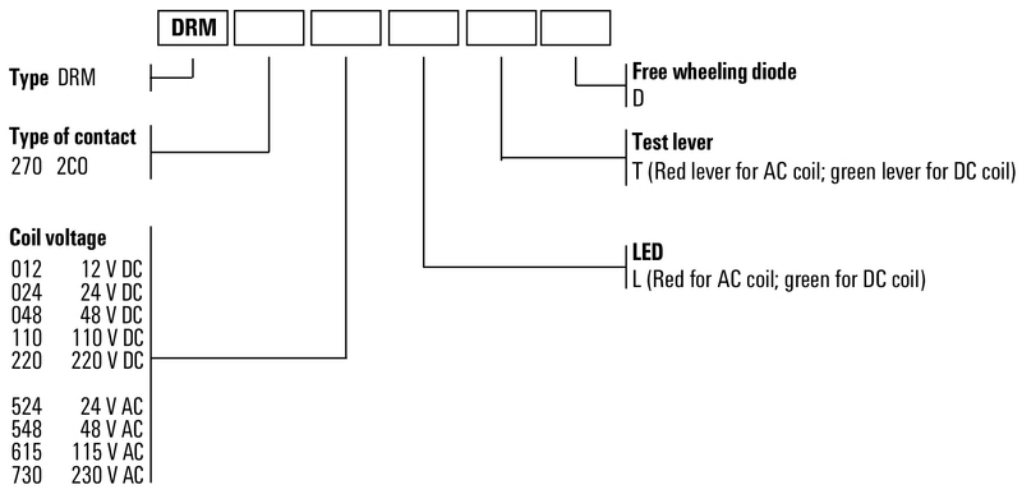 DRM
Type DRM
Type of contact
270 2CO
Coil voltage
012 12 V DC
024 24 V DC
048 48 V DC
110 110 V DC
220 220 V DC
524 24 V AC
548 48 V AC
615 115 V AC
730 230 V AC
Free wheeling diode
D
Test lever
T (Red lever for AC coil; green lever for DC coil)
LED
L (Red for AC coil; green for DC coil)